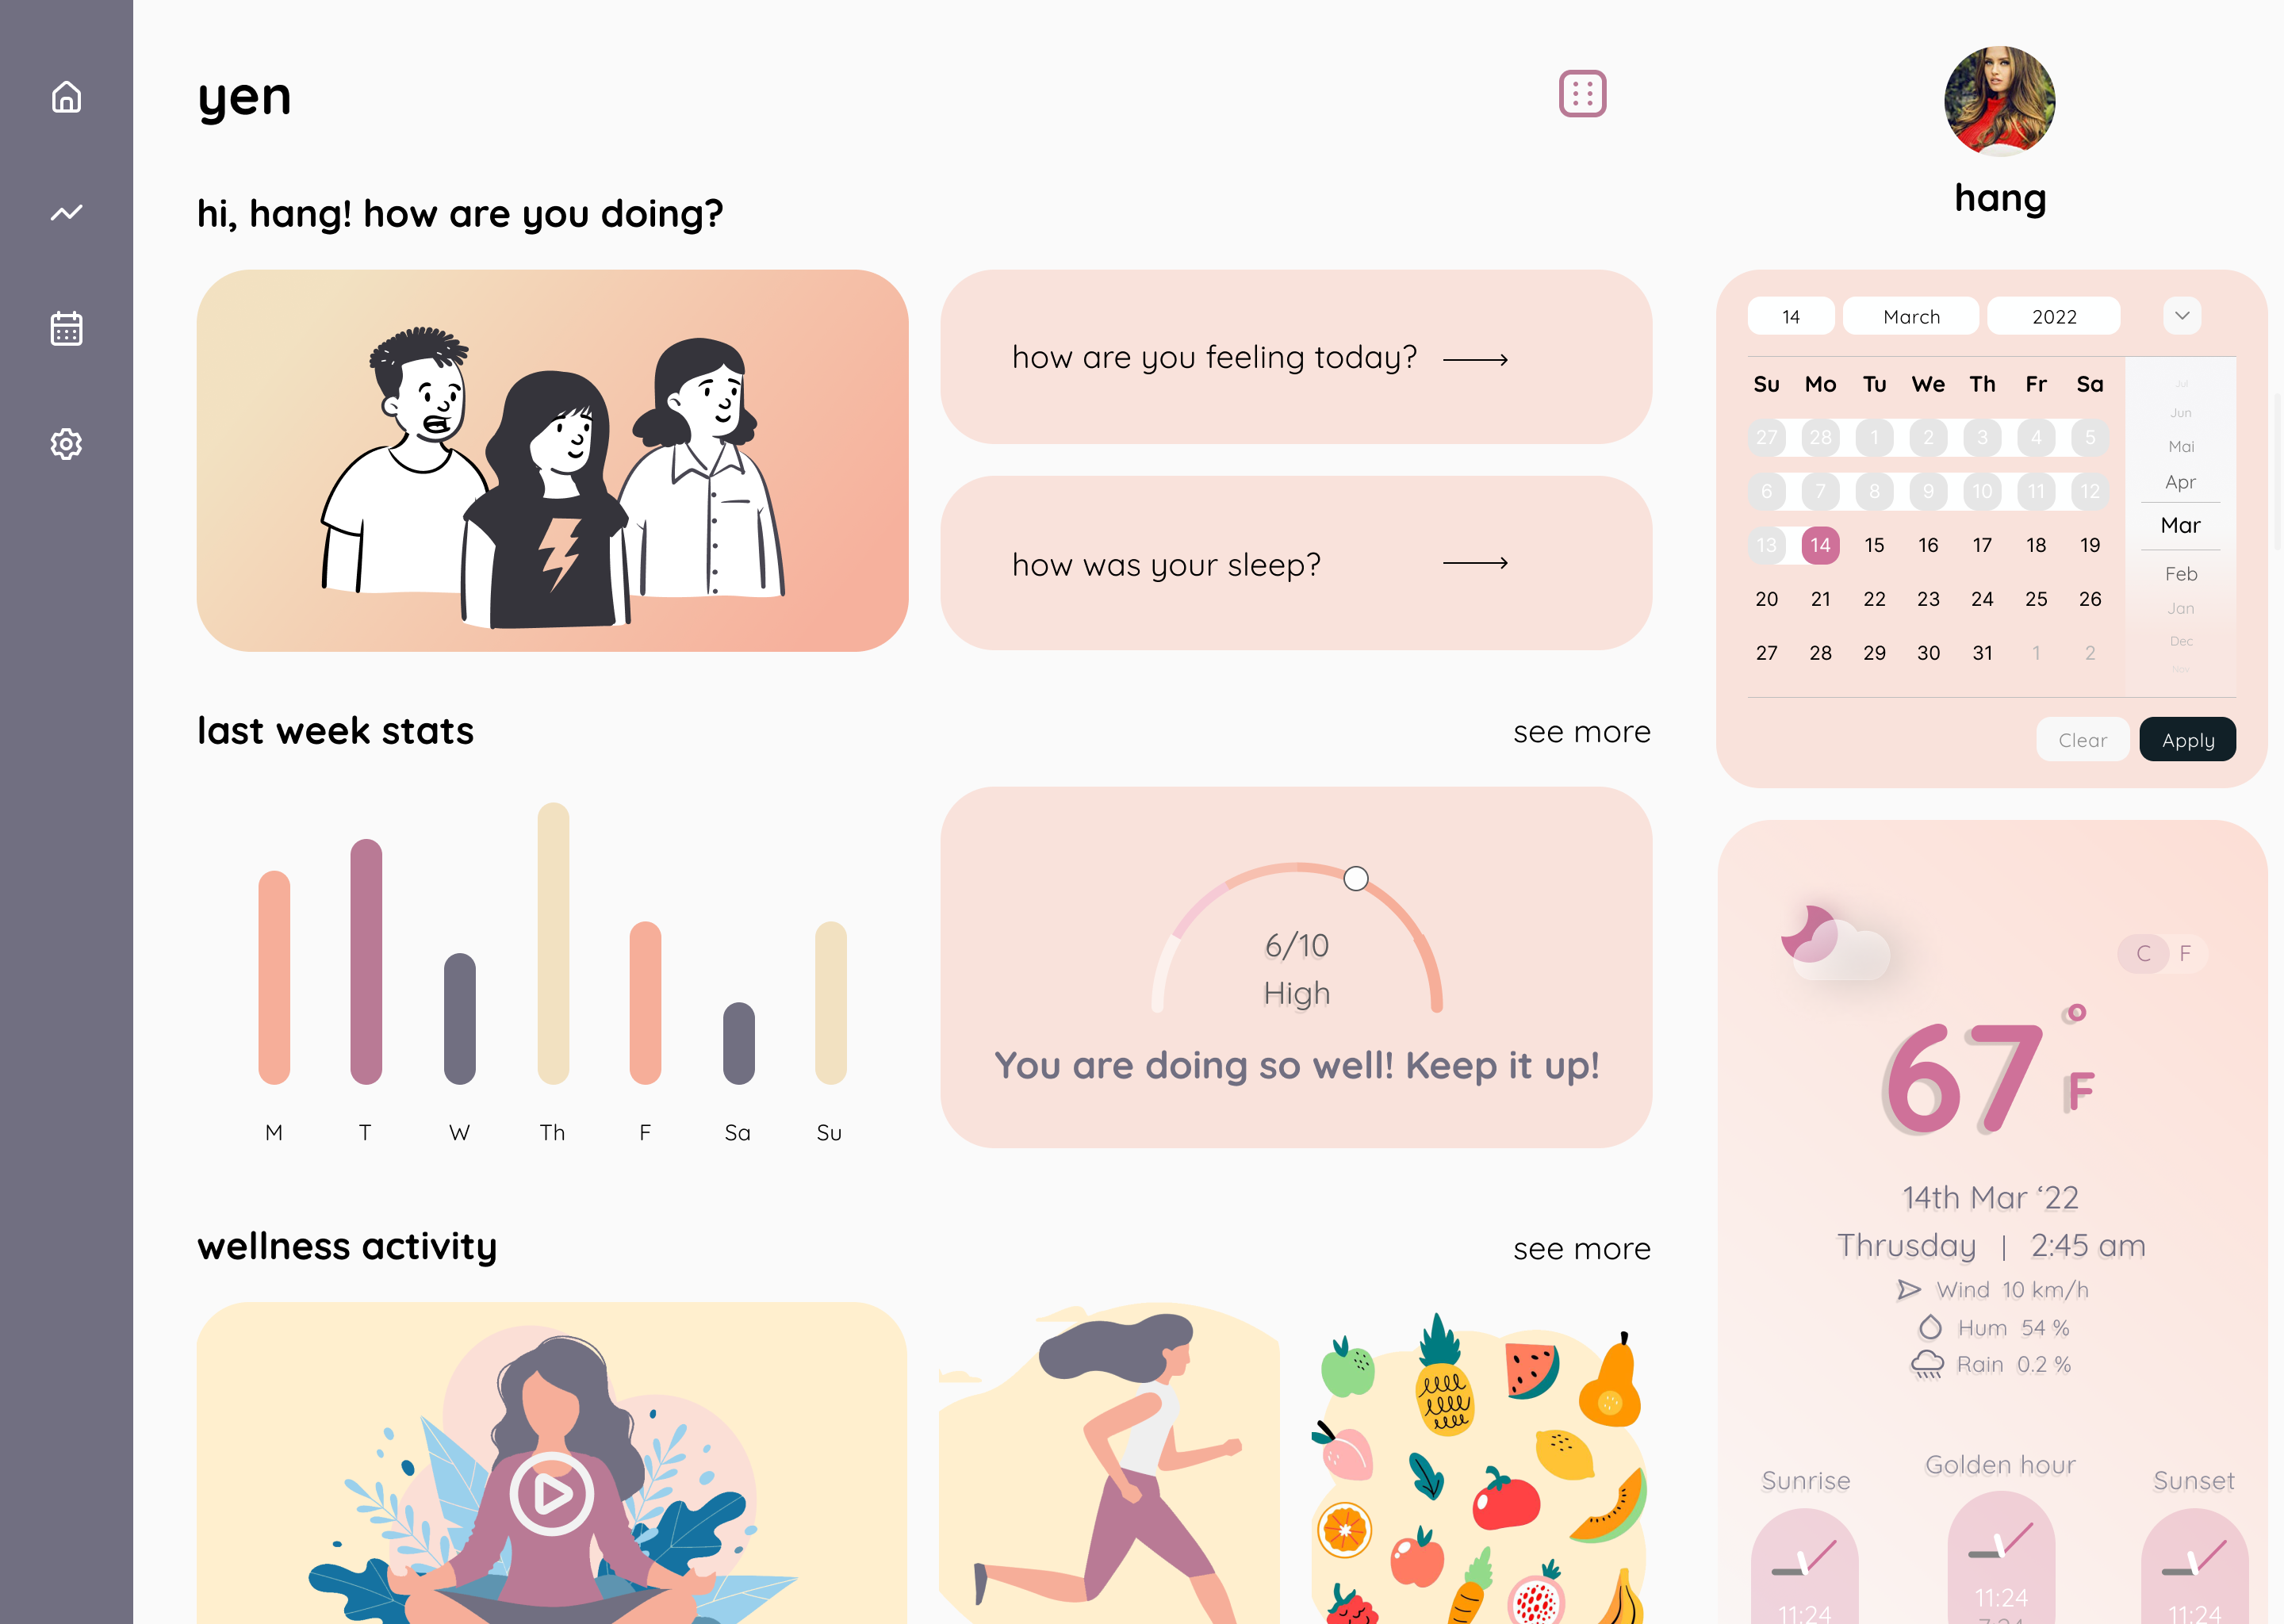 yen
hang
hi, hang! how are you doing?
how are you feeling today?
how was your sleep?
14 March 2022
Su Mo Tu We Th Fr Sa
27 28 1 2 3 4 5
6 7 8 9 10 11 12
13 14 15 16 17 18 19
20 21 22 23 24 25 26
27 28 29 30 31 1 2
Jul
Jun
Mai
Apr
Mar
Feb
Jan
Dec
Nov
Clear Apply
last week stats see more
M T W Th F Sa Su
6/10
High
You are doing so well! Keep it up!
C F
67° F
14th Mar ‘22
Thrusday | 2:45 am
Wind 10 km/h
Hum 54 %
Rain 0.2 %
wellness activity see more
Sunrise Golden hour Sunset
11:24 11:24 11:24